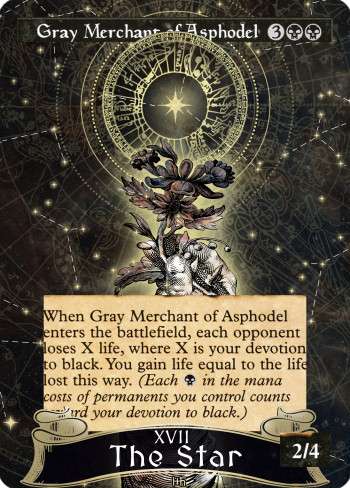 Gray Merchant of Asphodel 3
When Gray Merchant of Asphodel
enters the battlefield, each opponent
loses X life, where X is your devotion
to black. You gain life equal to the life
lost this way. (Each in the mana
costs of permanents you control counts
your devotion to black.)
XVII
The Star
2/4